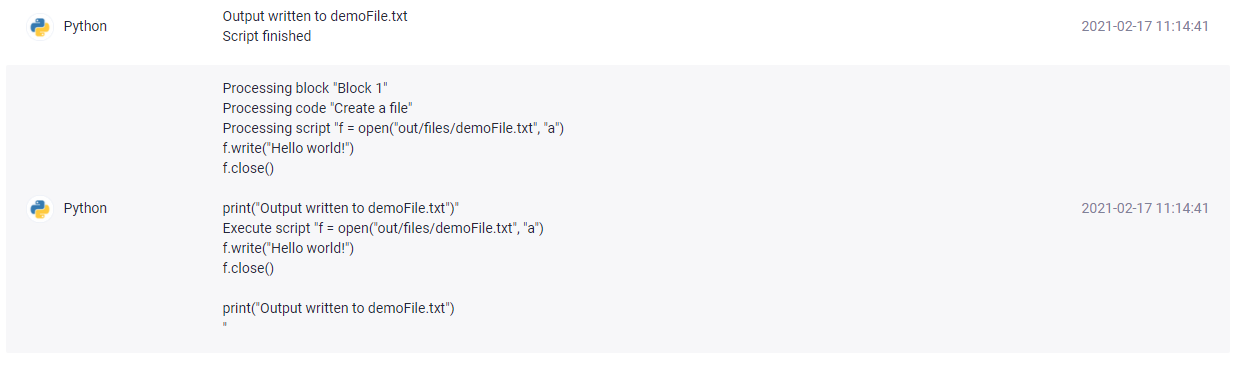 Python
Output written to demoFile.txt
Script finished
2021-02-17 11:14:41
Processing block "Block 1"
Processing code "Create a file"
Processing script "f = open("out/files/demoFile.txt", "a")
f.write("Hello world!")
f.close()
Python
print("Output written to demoFile.txt")"
2021-02-17 11:14:41
Execute script "f = open("out/files/demoFile.txt", "a")
f.write("Hello world!")
f.close()
print("Output written to demoFile.txt")
"